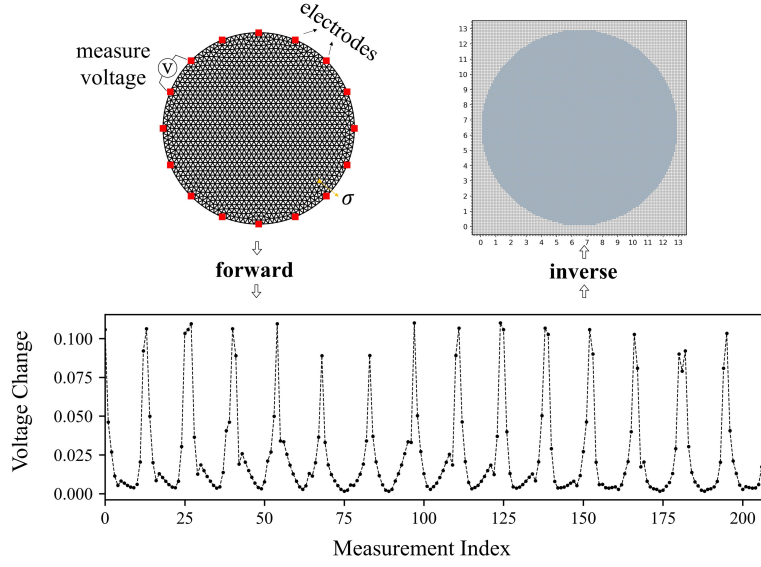 electrodes
measure
voltage
V
σ
13
12
11
10
9
8
7
6
5
4
3
2
1
0
0 1 2 3 4 5 6 7 8 9 10 11 12 13
forward
inverse
0.100
0.075
0.050
0.025
0.000
Voltage Change
0 25 50 75 100 125 150 175 200
Measurement Index